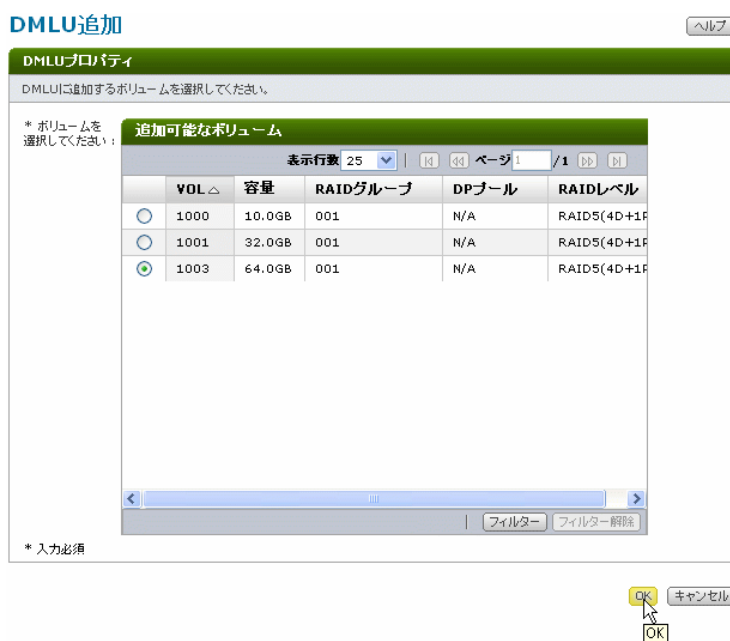 DMLU追加
ヘルプ
DMLUプロパティ
DMLUに追加するボリュームを選択してください。
* ボリュームを
選択してください :
追加可能なボリューム
表示行数 25 ページ 1 /1
VOL 容量 RAIDグループ DPプール RAIDレベル
1000 10.0GB 001 N/A RAID5(4D+1P
1001 32.0GB 001 N/A RAID5(4D+1P
1003 64.0GB 001 N/A RAID5(4D+1P
フィルター フィルター解除
* 入力必須
OK キャンセル
OK